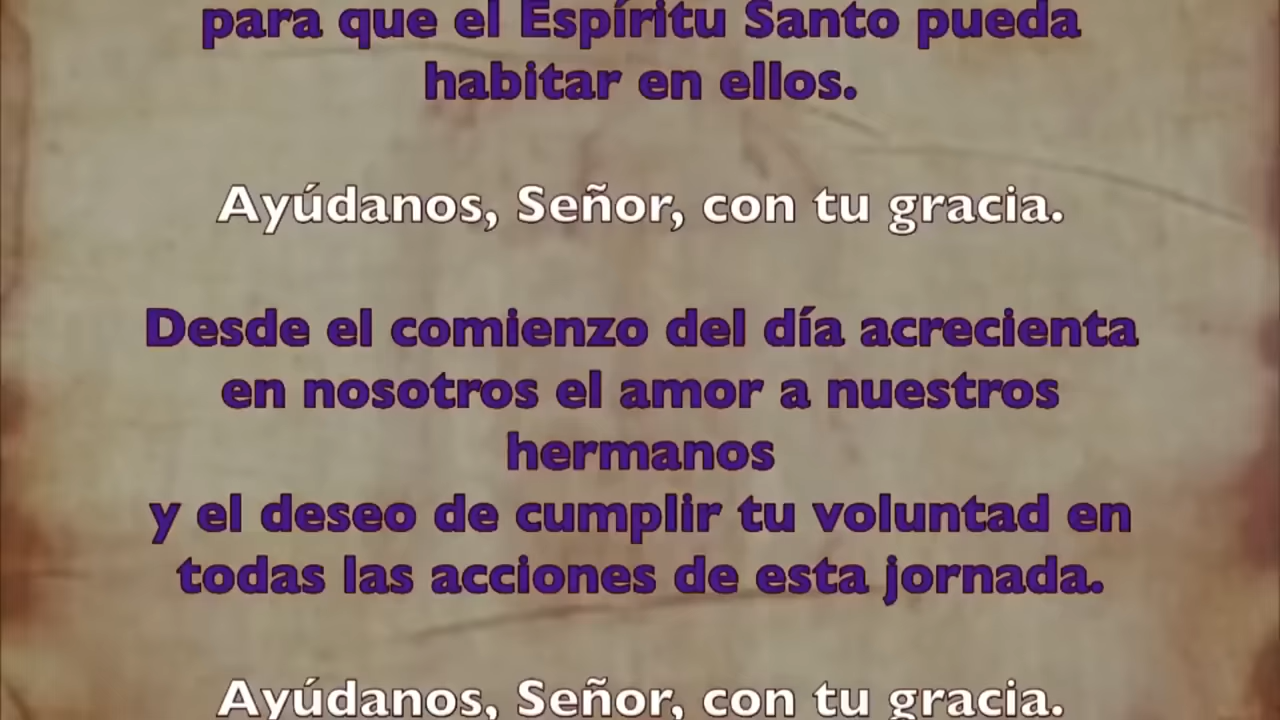 para que el Espíritu Santo pueda
habitar en ellos.
Ayúdanos, Señor, con tu gracia.
Desde el comienzo del día acrecienta
en nosotros el amor a nuestros
hermanos
y el deseo de cumplir tu voluntad en
todas las acciones de esta jornada.
Ayúdanos, Señor, con tu gracia.